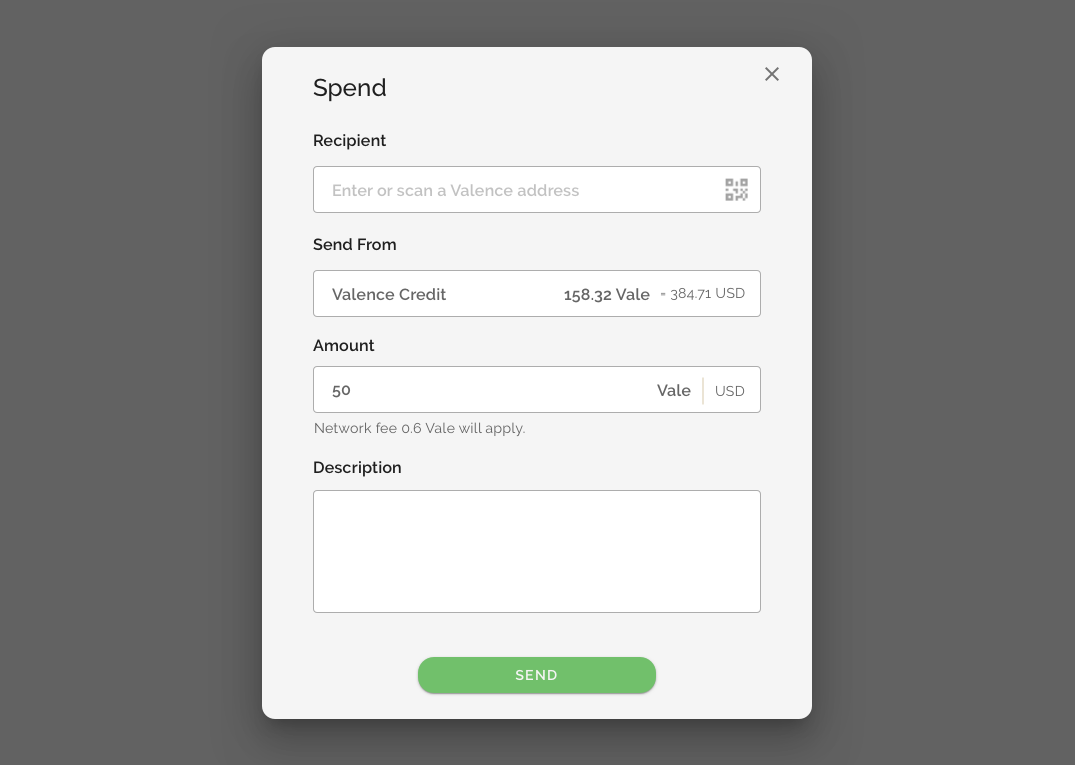 Spend
Recipient
Enter or scan a Valence address
Send From
Valence Credit 158.32 Vale = 384.71 USD
Amount
50 Vale USD
Network fee 0.6 Vale will apply.
Description
SEND